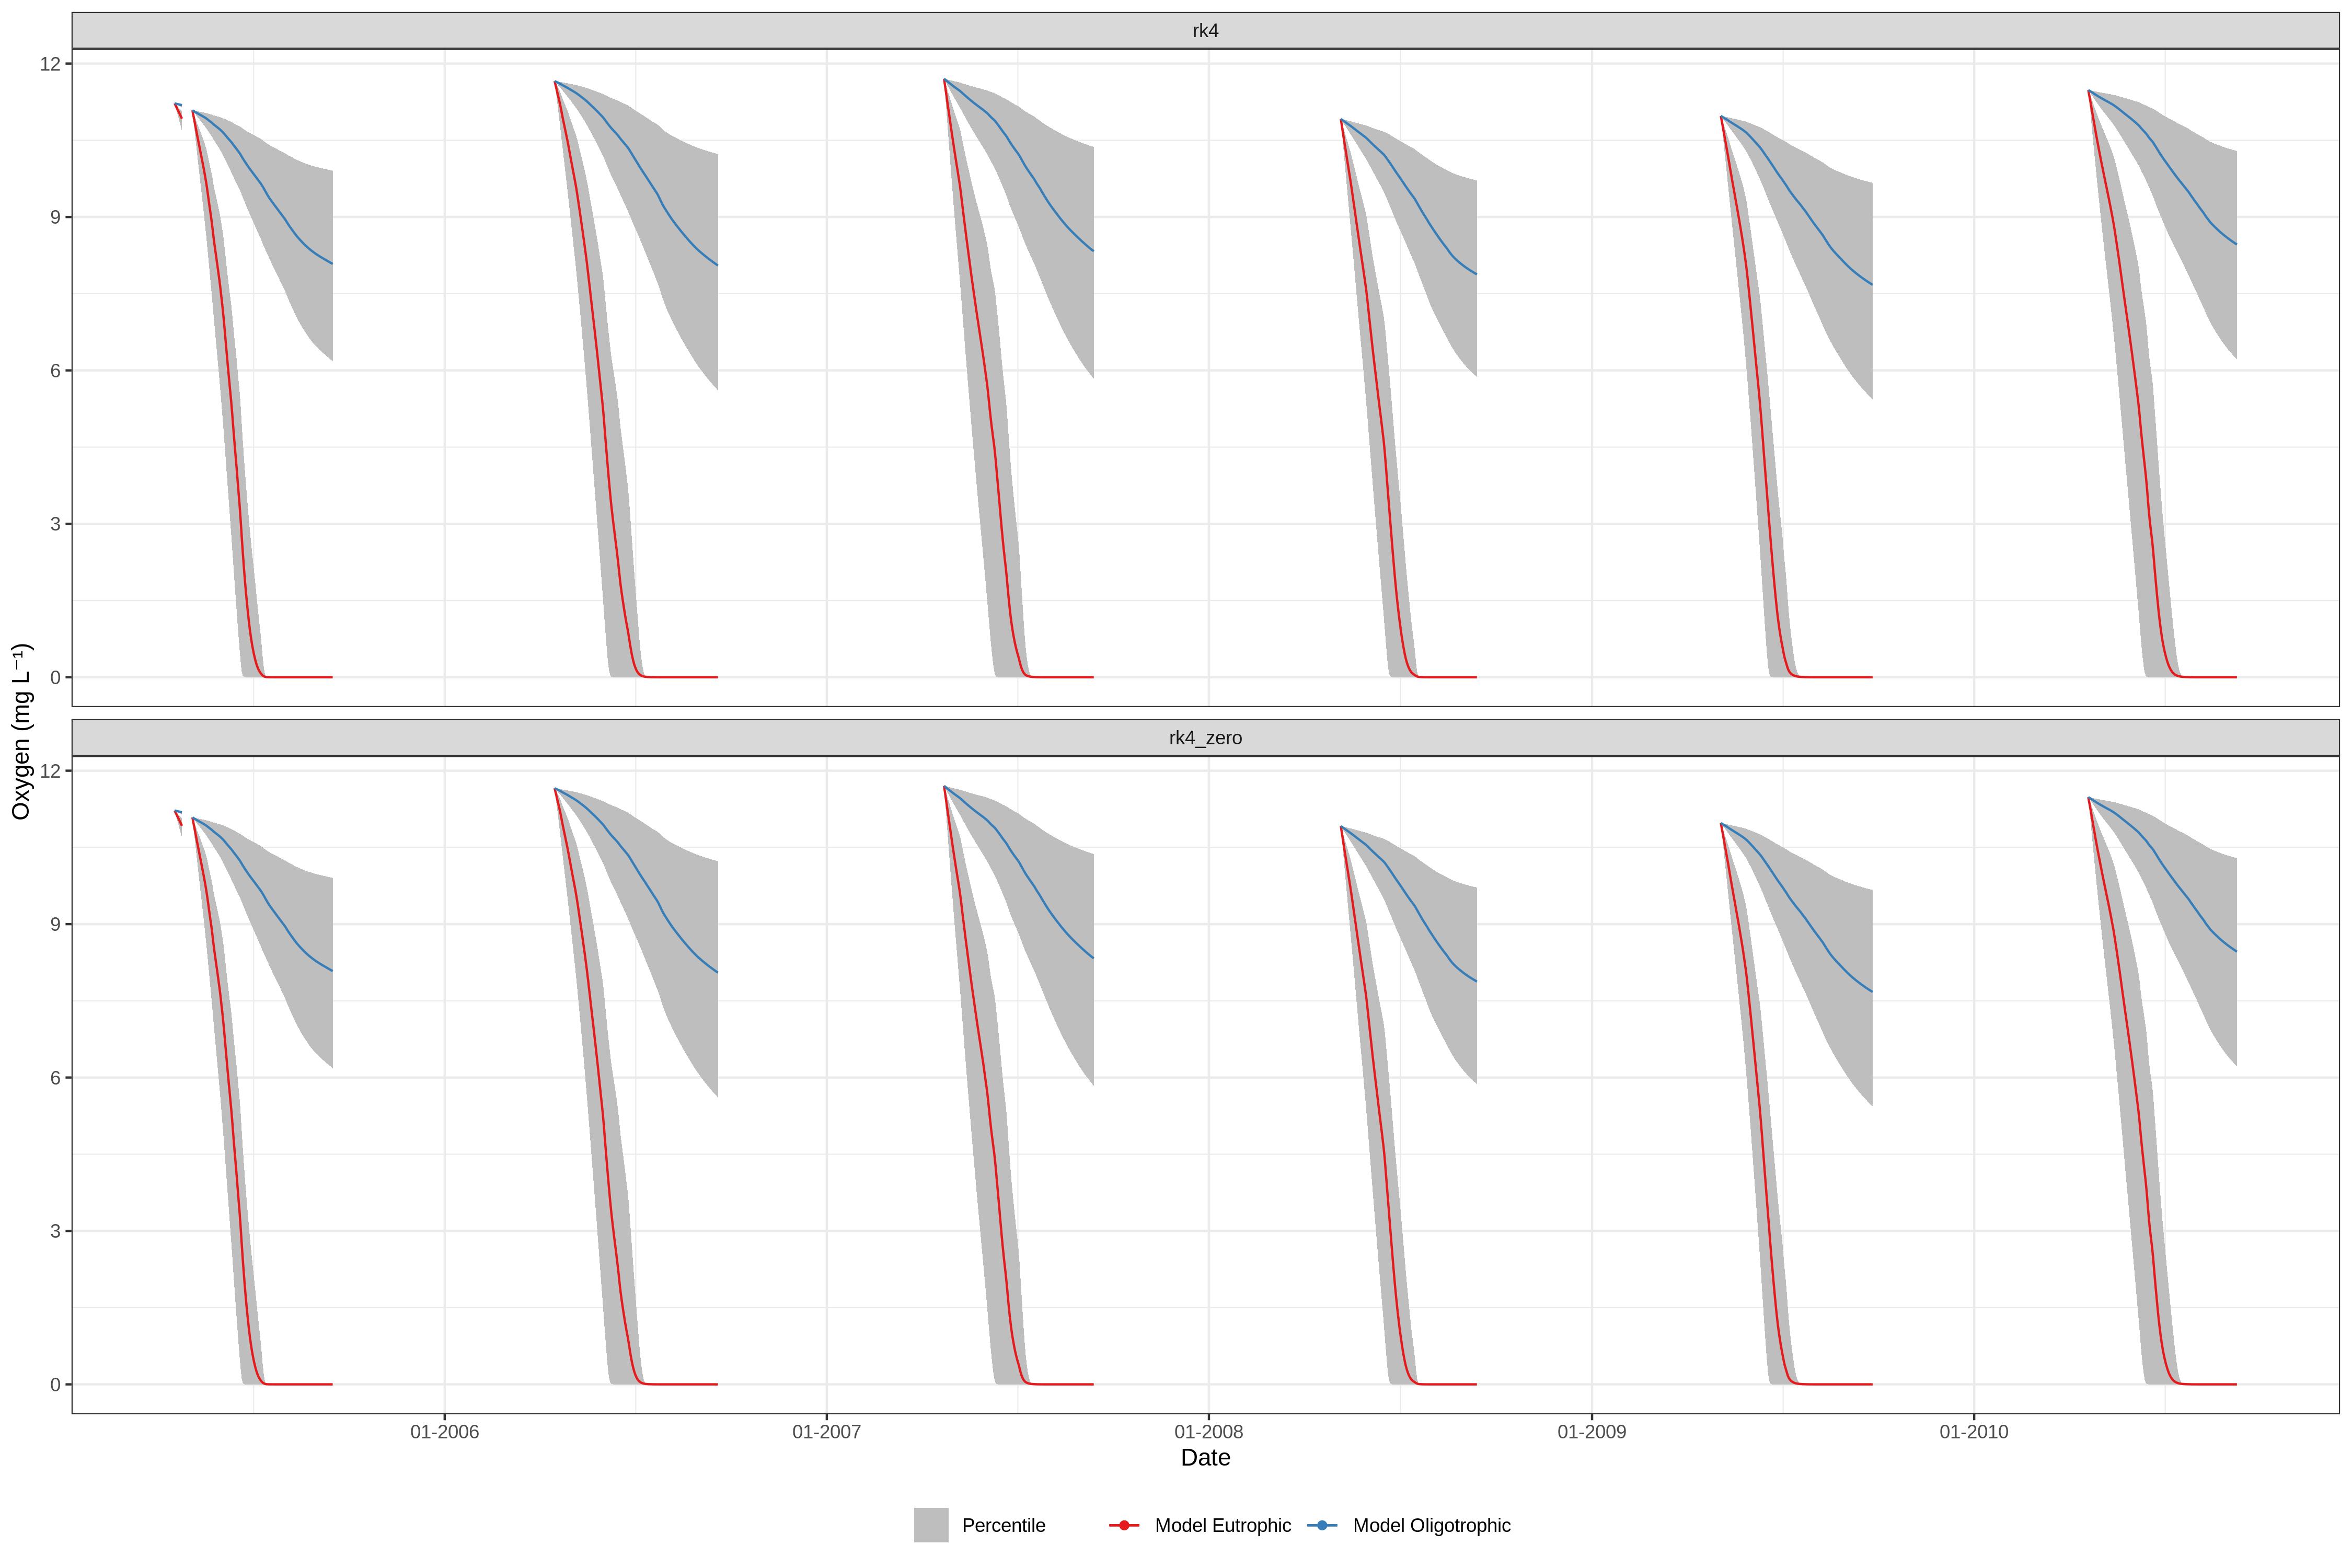 rk4
12
9
6
3
0
rk4_zero
12
9
6
3
0
Oxygen (mg L⁻¹)
01-2006 01-2007 01-2008 01-2009 01-2010
Date
Percentile Model Eutrophic Model Oligotrophic